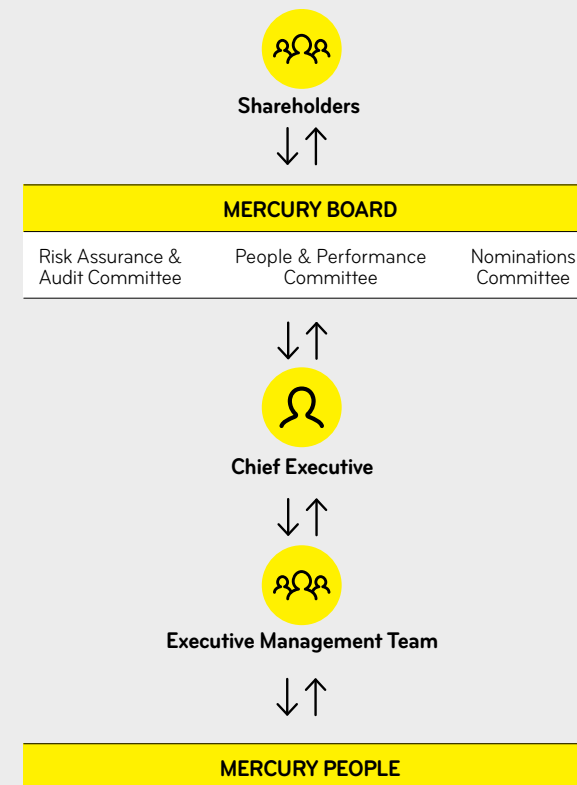 Shareholders
MERCURY BOARD
Risk Assurance &
Audit Committee
People & Performance
Committee
Nominations
Committee
Chief Executive
Executive Management Team
MERCURY PEOPLE